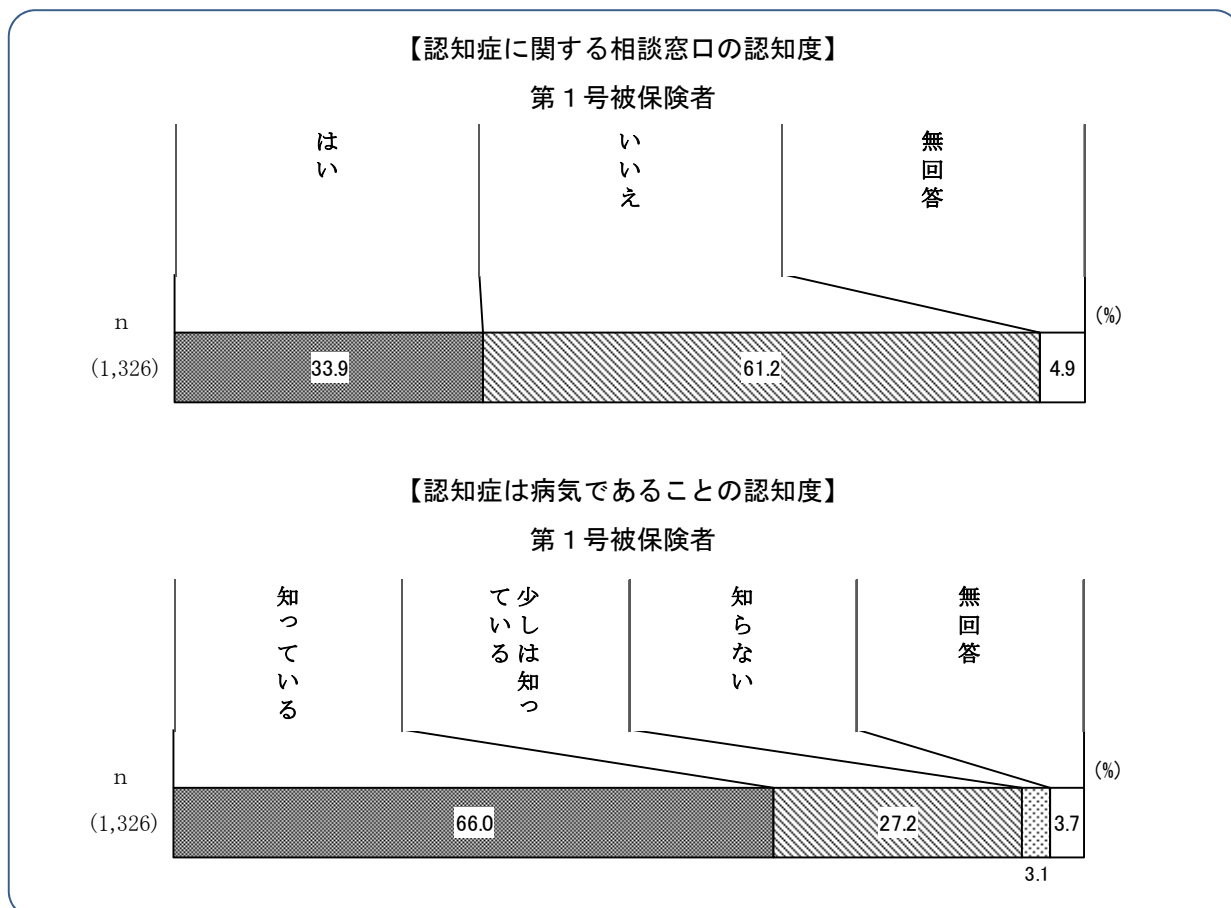 【認知症に関する相談窓口の認知度】
第１号被保険者
はい
いいえ
無回答
(%)
n
(1,326)
33.9
61.2
4.9
【認知症は病気であることの認知度】
第１号被保険者
知っている
少しは知っ
ている
知らない
無回答
(%)
n
(1,326)
66.0
27.2
3.7
3.1